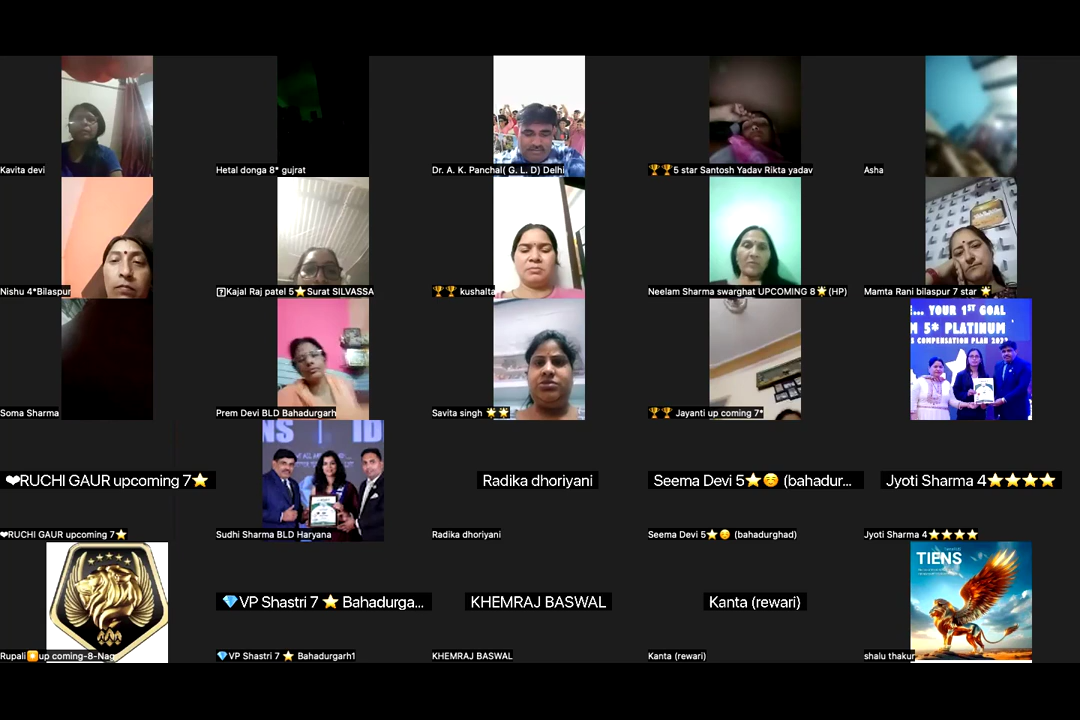 Kavita devi
Hetal donga 8* gujrat
Dr. A. K. Panchal( G. L. D) Delhi
🏆🏆5 star Santosh Yadav Rikta yadav
Asha
Nishu 4*Bilaspur
Kajal Raj patel 5⭐Surat SILVASSA
🏆🏆 kushalta
Neelam Sharma swarghat UPCOMING 8🌟(HP)
Mamta Rani bilaspur 7 star 🌟
YOUR 1ST GOAL
5* PLATINUM
COMPENSATION PLAN
Soma Sharma
Prem Devi BLD Bahadurgarh
Savita singh 🌟🌟
🏆🏆 Jayanti up coming 7*
❤RUCHI GAUR upcoming 7⭐
Radika dhoriyani
Seema Devi 5⭐☺️ (bahadur...
Jyoti Sharma 4⭐⭐⭐⭐
❤RUCHI GAUR upcoming 7⭐
Sudhi Sharma BLD Haryana
Radika dhoriyani
Seema Devi 5⭐☺️ (bahadurghad)
Jyoti Sharma 4⭐⭐⭐⭐
TIENS
💎VP Shastri 7 ⭐ Bahadurga...
KHEMRAJ BASWAL
Kanta (rewari)
Rupali✴️up coming-8-Nag
💎VP Shastri 7 ⭐ Bahadurgarh1
KHEMRAJ BASWAL
Kanta (rewari)
shalu thakur